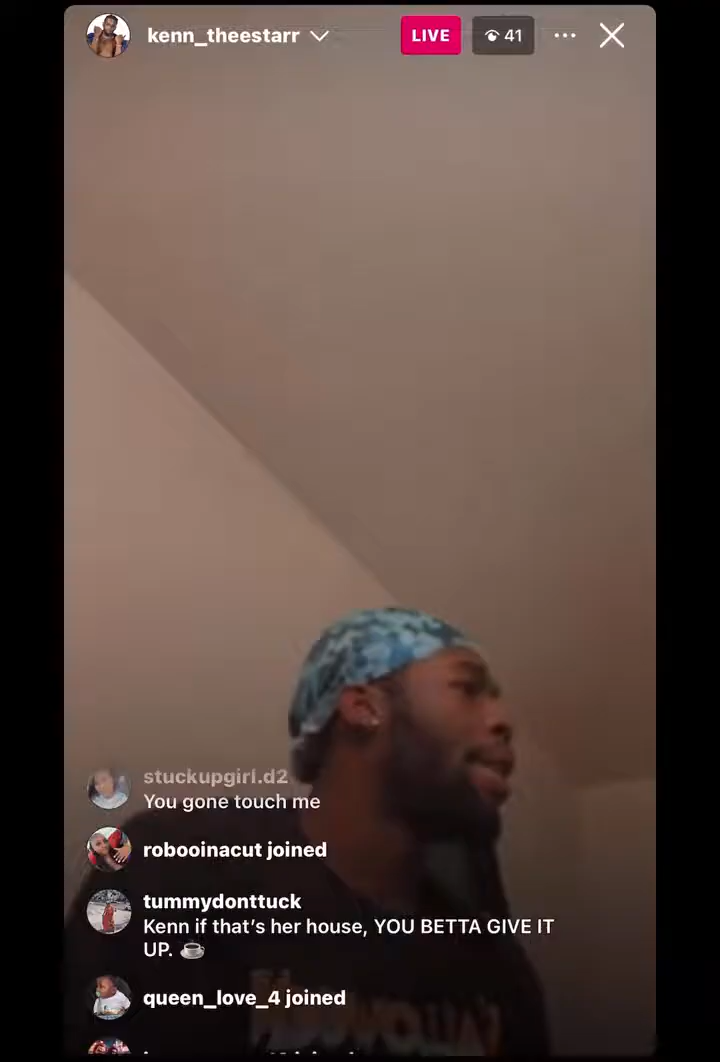 kenn_theestarr
LIVE
41
stuckupgirl.d2
You gone touch me
robooinacut joined
tummydonttuck
Kenn if that’s her house, YOU BETTA GIVE IT
UP. ☕
queen_love_4 joined